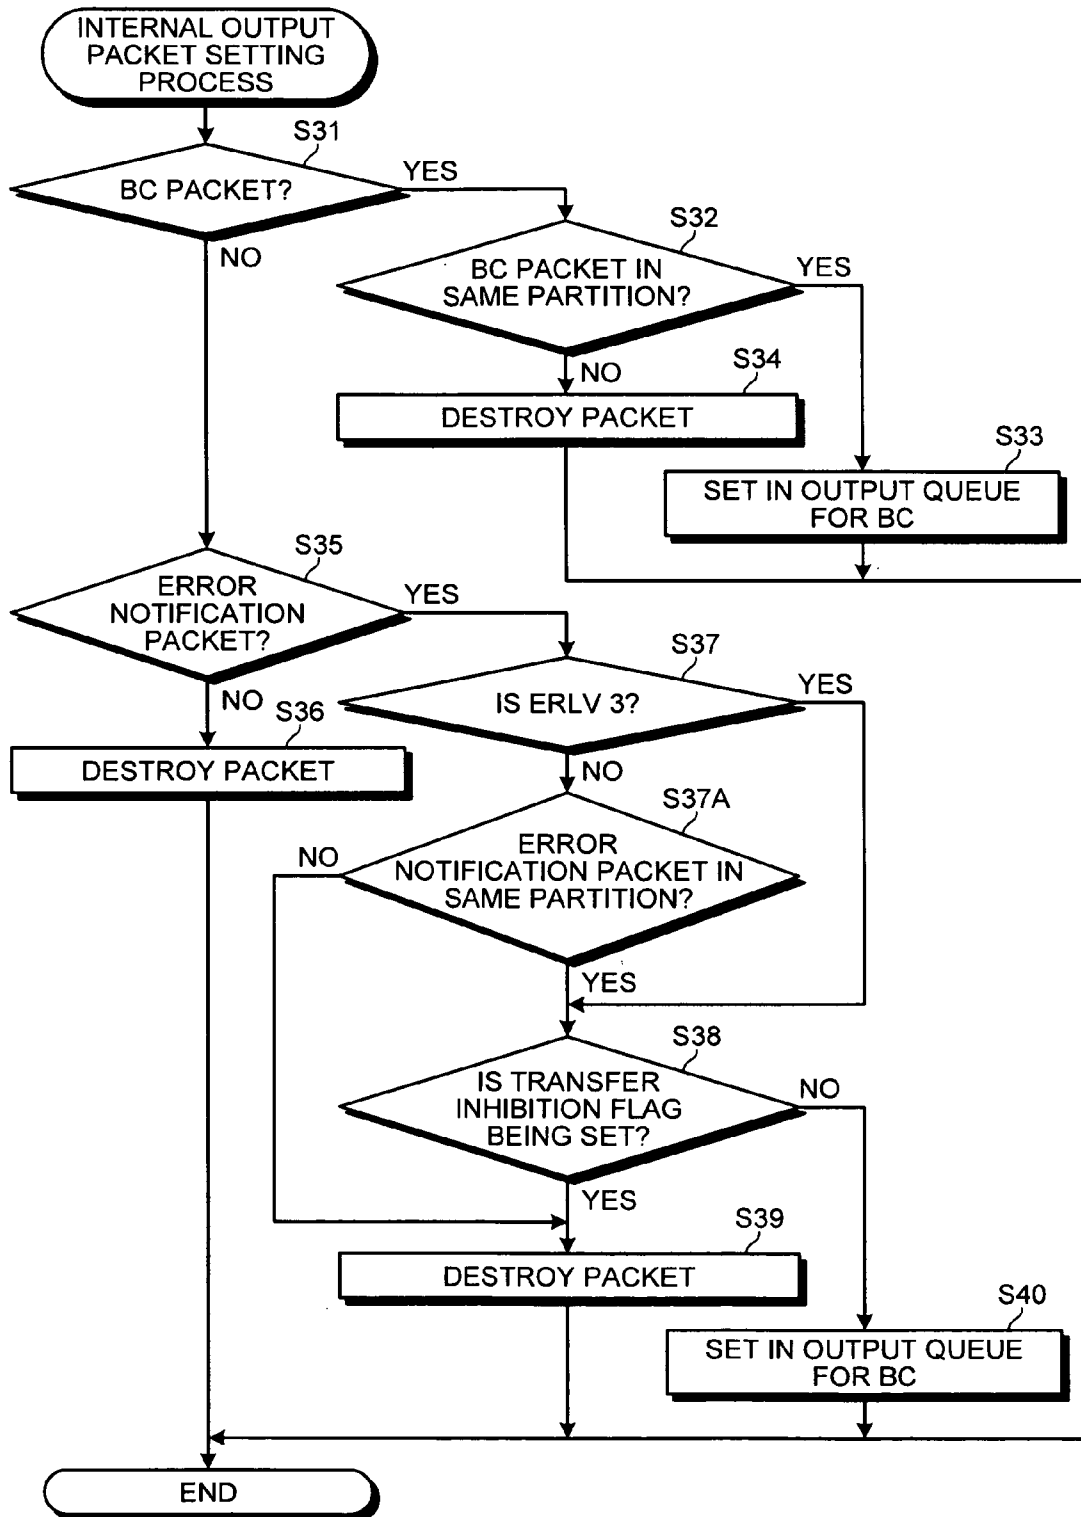 INTERNAL OUTPUT
PACKET SETTING
PROCESS
S31
BC PACKET?
YES
NO
S32
BC PACKET IN
SAME PARTITION?
YES
NO
S34
DESTROY PACKET
S33
SET IN OUTPUT QUEUE
FOR BC
S35
ERROR
NOTIFICATION
PACKET?
YES
NO
S36
DESTROY PACKET
S37
IS ERLV 3?
YES
NO
S37A
ERROR
NOTIFICATION PACKET IN
SAME PARTITION?
NO
YES
S38
IS TRANSFER
INHIBITION FLAG
BEING SET?
NO
YES
S39
DESTROY PACKET
S40
SET IN OUTPUT QUEUE
FOR BC
END